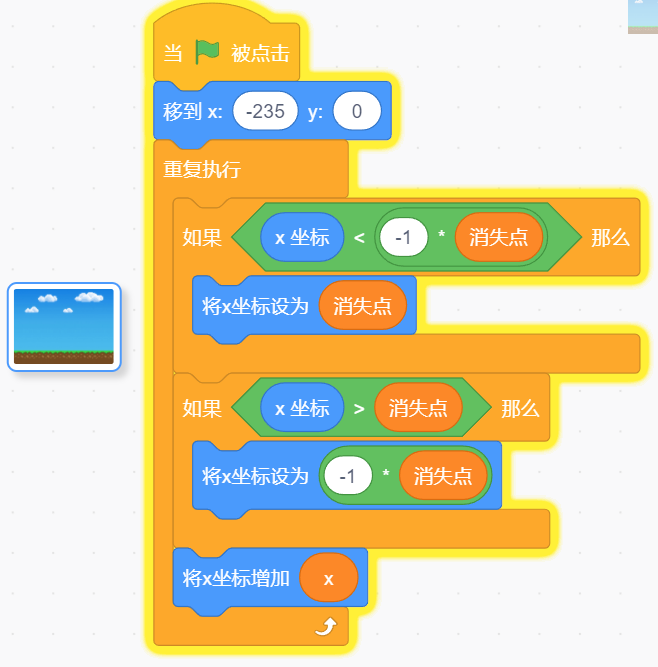 当 被点击
移到 x: -235 y: 0
重复执行
如果 x 坐标 < -1 * 消失点 那么
将x坐标设为 消失点
如果 x 坐标 > 消失点 那么
将x坐标设为 -1 * 消失点
将x坐标增加 x